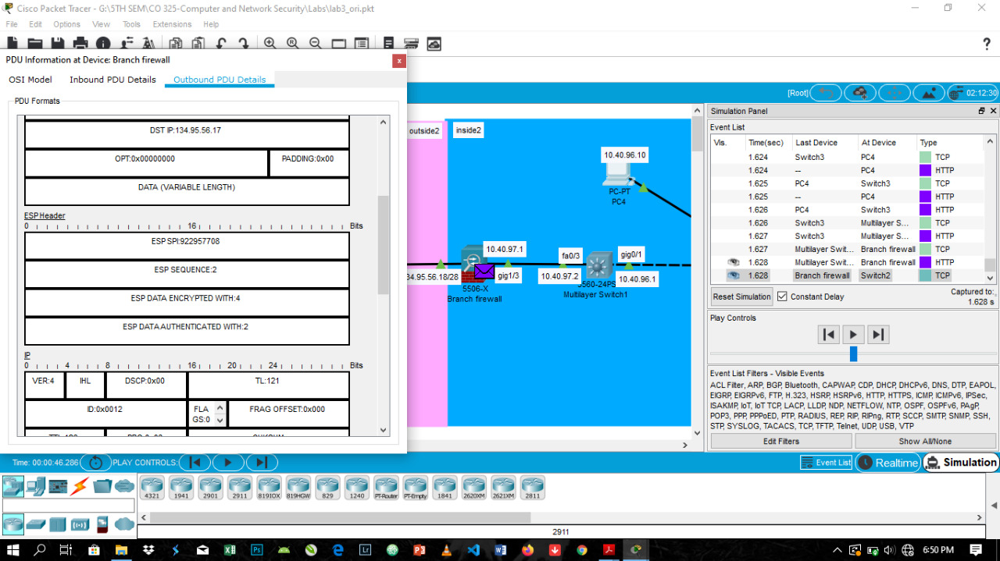 Cisco Packet Tracer - G:\5TH SEM\CO 325-Computer and Network Security\Labs\lab3_ori.pkt
File Edit Options View Tools Extensions Help
?
PDU Information at Device: Branch firewall
x
OSI Model Inbound PDU Details Outbound PDU Details
PDU Formats
DST IP:134.95.56.17
OPT:0x00000000 PADDING:0x00
DATA (VARIABLE LENGTH)
ESP Header
0 16 Bits
ESP SPI:922957708
ESP SEQUENCE:2
ESP DATA ENCRYPTED WITH:4
ESP DATA AUTHENTICATED WITH:2
IP
0 4 8 16 20 24 Bits
VER:4 IHL DSCP:0x00 TL:121
ID:0x0012 FLA GS:0 FRAG OFFSET:0x000
[Root] 02:12:30
outside2 inside2
10.40.96.10
PC-PT
PC4
10.40.97.1
gig1/3
34.95.56.18/28
5506-X
Branch firewall
fa0/3 gig0/1
10.40.97.2 10.40.96.1
3560-24PS
Multilayer Switch1
Simulation Panel
Event List
Vis. Time(sec) Last Device At Device Type
1.624 Switch3 PC4 TCP
1.624 -- PC4 HTTP
1.625 PC4 Switch3 TCP
1.625 -- PC4 HTTP
1.626 PC4 Switch3 HTTP
1.626 Switch3 Multilayer S... TCP
1.627 Switch3 Multilayer S... HTTP
1.627 Multilayer Swit... Branch firewall TCP
1.628 Multilayer Swit... Branch firewall HTTP
1.628 Branch firewall Switch2 TCP
Reset Simulation Constant Delay Captured to:
1.628 s
Play Controls
Event List Filters - Visible Events
ACL Filter, ARP, BGP, Bluetooth, CAPWAP, CDP, DHCP, DHCPv6, DNS, DTP, EAPOL,
EIGRP, EIGRPv6, FTP, H.323, HSRP, HSRPv6, HTTP, HTTPS, ICMP, ICMPv6, IPSec,
ISAKMP, IoT, IoT TCP, LACP, LLDP, NDP, NETFLOW, NTP, OSPF, OSPFv6, PAgP,
POP3, PPP, PPPoED, PTP, RADIUS, REP, RIP, RIPng, RTP, SCCP, SMTP, SNMP, SSH,
STP, SYSLOG, TACACS, TCP, TFTP, Telnet, UDP, USB, VTP
Edit Filters Show All/None
Time: 00:00:46.286 PLAY CONTROLS:
Event List Realtime Simulation
4321 1941 2901 2911 819IOX 819HGW 829 1240 PT-Router PT-Empty 1841 2620XM 2621XM 2811
2911
6:50 PM